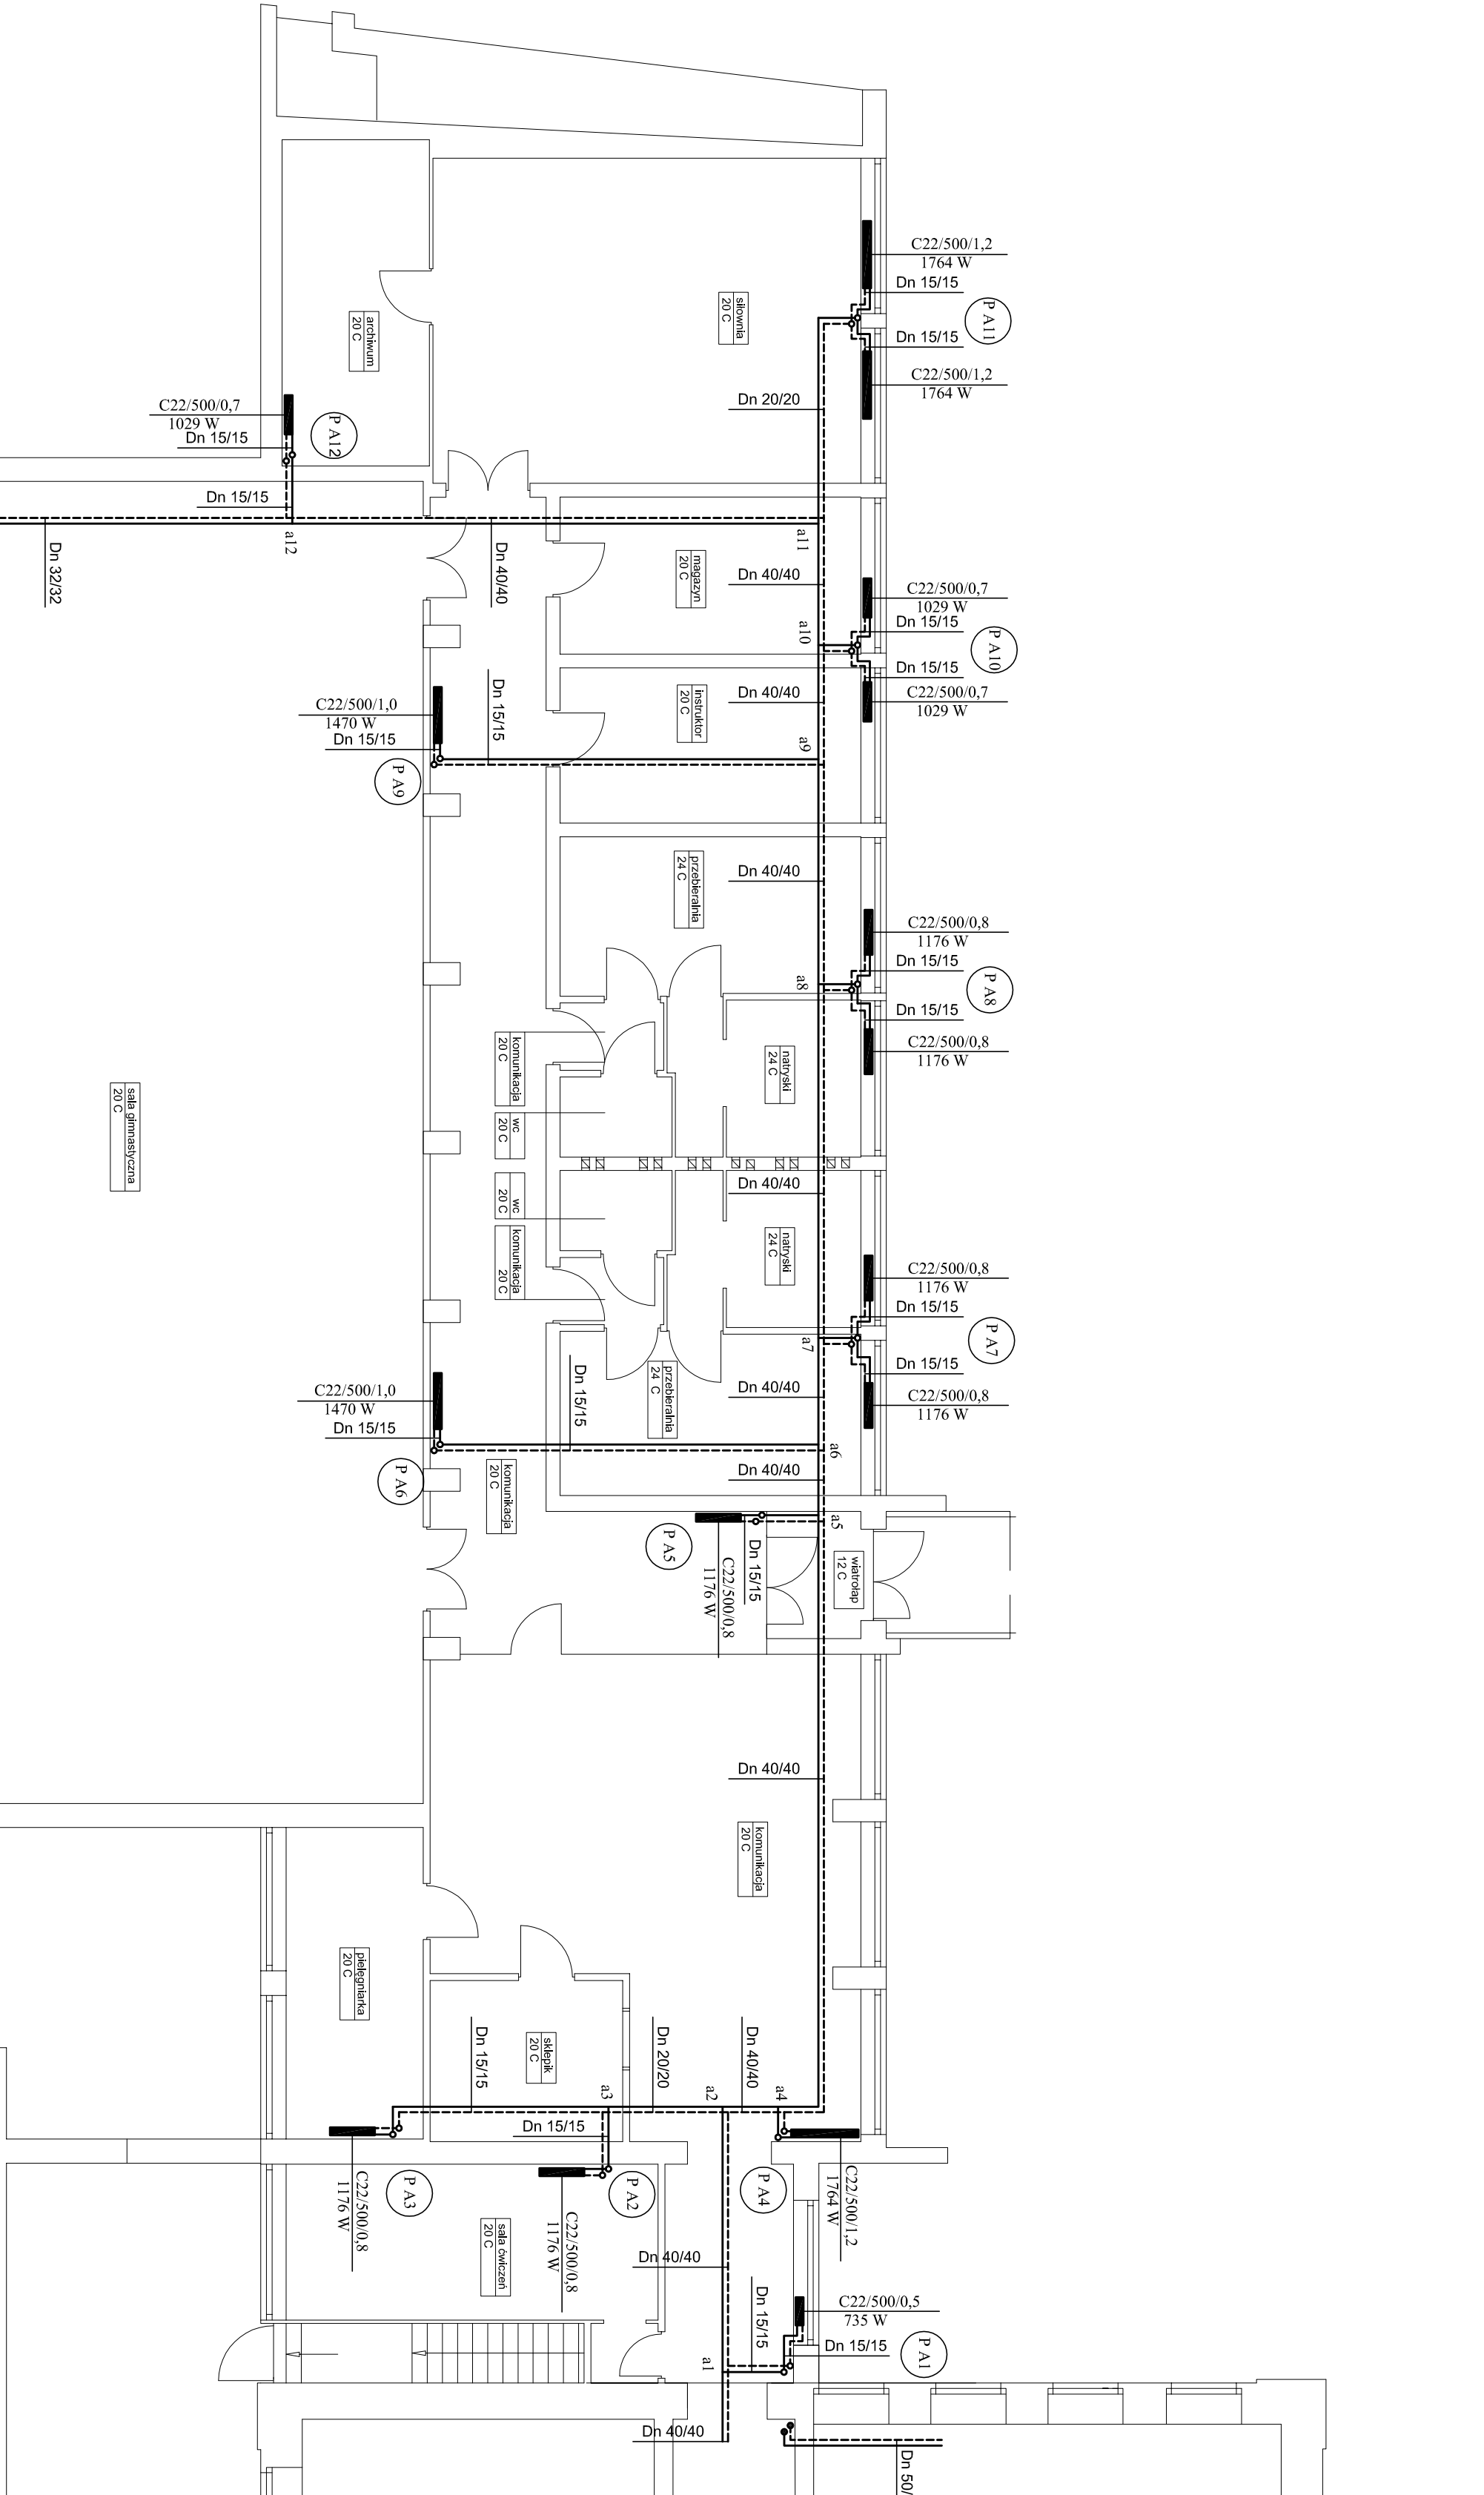 C22/500/1,2
1764 W
Dn 15/15
P A11
Dn 15/15
C22/500/1,2
1764 W
siłownia
20 C
archiwum
20 C
Dn 20/20
C22/500/0,7
1029 W
Dn 15/15
P A12
Dn 15/15
a12
Dn 32/32
Dn 40/40
a11
magazyn
20 C
Dn 40/40
C22/500/0,7
1029 W
Dn 15/15
P A10
a10
Dn 15/15
C22/500/0,7
1029 W
instruktor
20 C
Dn 40/40
Dn 15/15
C22/500/1,0
1470 W
Dn 15/15
P A9
a9
przebieralnia
24 C
Dn 40/40
C22/500/0,8
1176 W
Dn 15/15
P A8
a8
Dn 15/15
C22/500/0,8
1176 W
komunikacja
20 C
natryski
24 C
wc
20 C
sala gimnastyczna
20 C
Dn 40/40
wc
20 C
komunikacja
20 C
natryski
24 C
C22/500/0,8
1176 W
Dn 15/15
P A7
a7
Dn 15/15
C22/500/0,8
1176 W
przebieralnia
24 C
Dn 40/40
Dn 15/15
C22/500/1,0
1470 W
Dn 15/15
P A6
a6
Dn 40/40
komunikacja
20 C
a5
P A5
Dn 15/15
C22/500/0,8
1176 W
wiatrołap
12 C
Dn 40/40
komunikacja
20 C
pielęgniarka
20 C
sklepik
20 C
Dn 15/15
Dn 20/20
Dn 40/40
a3
a2
a4
Dn 15/15
P A3
C22/500/0,8
1176 W
P A2
C22/500/0,8
1176 W
P A4
C22/500/1,2
1764 W
sala ćwiczeń
20 C
Dn 40/40
Dn 15/15
C22/500/0,5
735 W
Dn 15/15
P A1
a1
Dn 40/40
Dn 50/